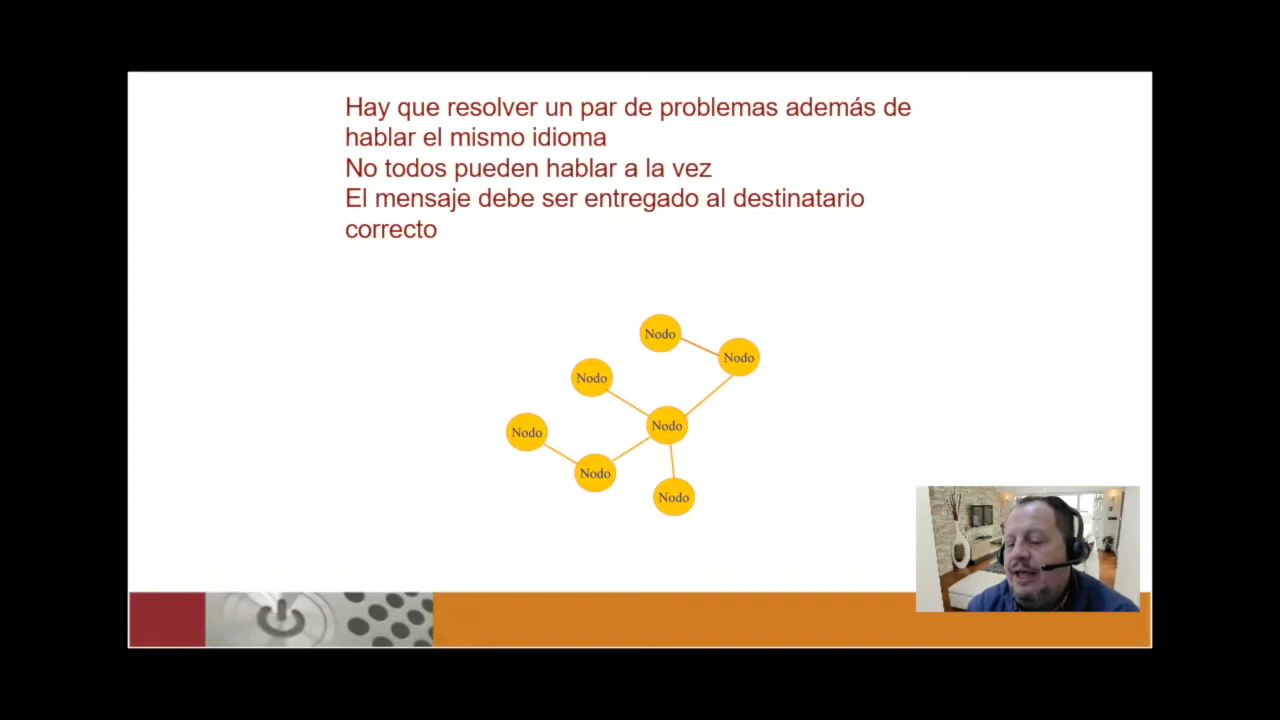 Hay que resolver un par de problemas además de
hablar el mismo idioma
No todos pueden hablar a la vez
El mensaje debe ser entregado al destinatario
correcto
Nodo
Nodo
Nodo
Nodo
Nodo
Nodo
Nodo